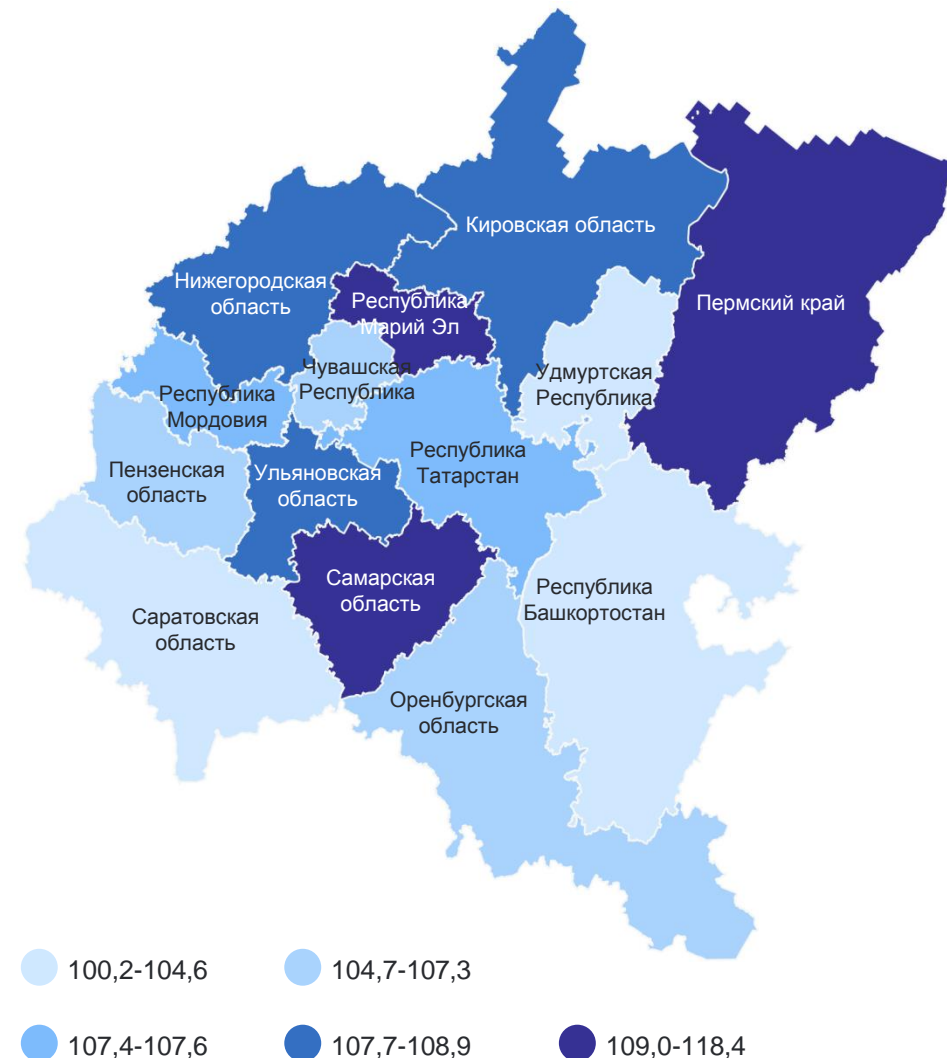 Кировская область
Нижегородская
область
Пермский край
Республика
Марий Эл
Чувашская
Республика
Удмуртская
Республика
Республика
Мордовия
Республика
Татарстан
Пензенская
область
Ульяновская
область
Самарская
область
Республика
Башкортостан
Саратовская
область
Оренбургская
область
100,2-104,6
104,7-107,3
107,4-107,6
107,7-108,9
109,0-118,4